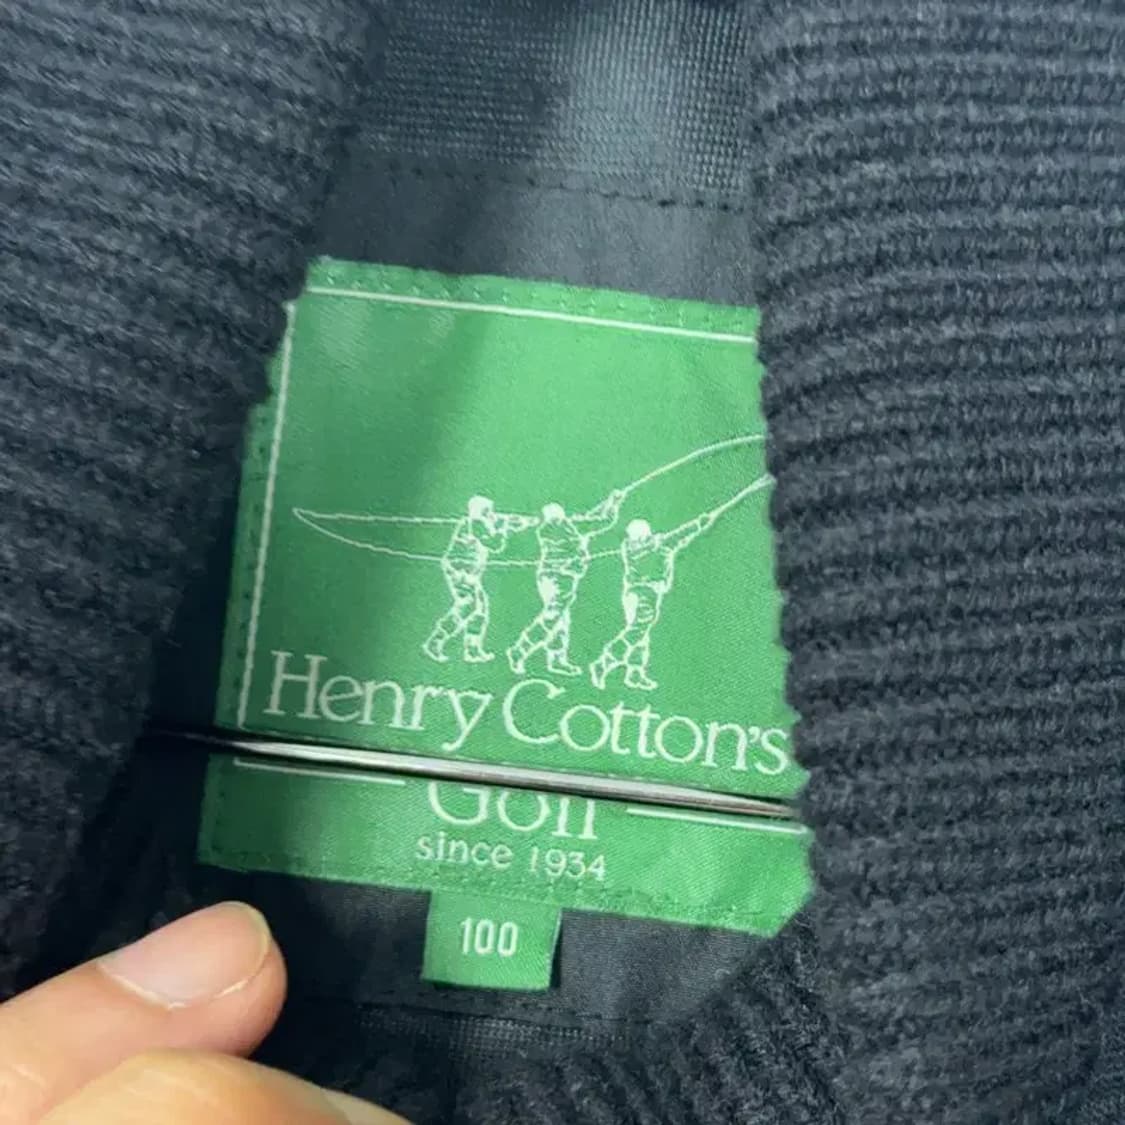 Henry Cotton's
Golf
since 1934
100